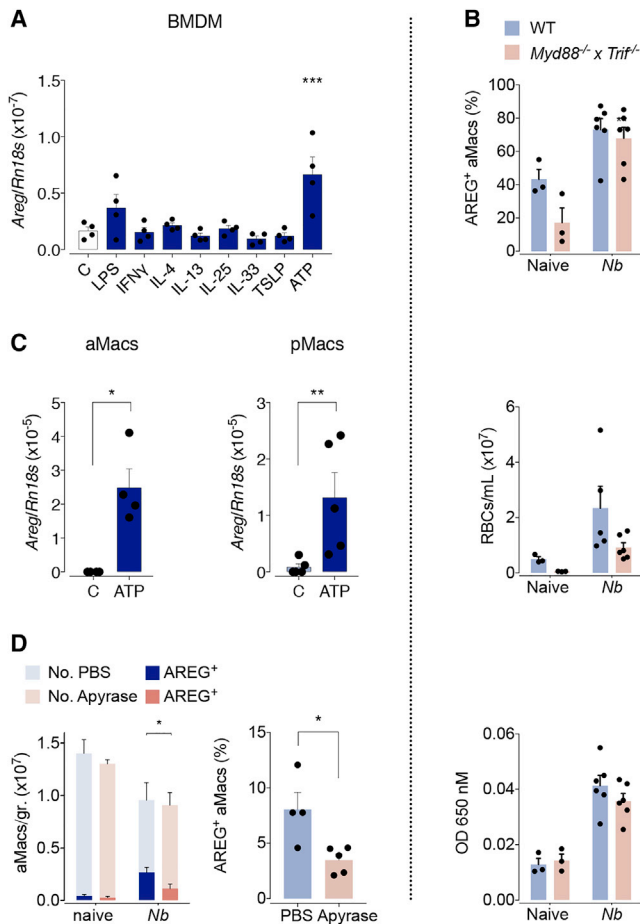 A
BMDM
Areg/Rn18s (x10-7)
1.5
1.0
0.5
0
C
LPS
IFNγ
IL-4
IL-13
IL-25
IL-33
TSLP
ATP
***
B
WT
Myd88-/- x Trif-/-
AREG+ aMacs (%)
100
80
60
40
20
0
Naive
Nb
C
aMacs
pMacs
Areg/Rn18s (x10-5)
5
4
3
2
1
0
*
C
ATP
Areg/Rn18s (x10-5)
3
2
1
0
**
C
ATP
RBCs/mL (x107)
6
4
2
0
Naive
Nb
D
No. PBS
AREG+
No. Apyrase
AREG+
aMacs/gr. (x107)
1.5
1.0
0.5
0
*
naive
Nb
AREG+ aMacs (%)
15
10
5
0
*
PBS
Apyrase
OD 650 nM
0.06
0.04
0.02
0
Naive
Nb